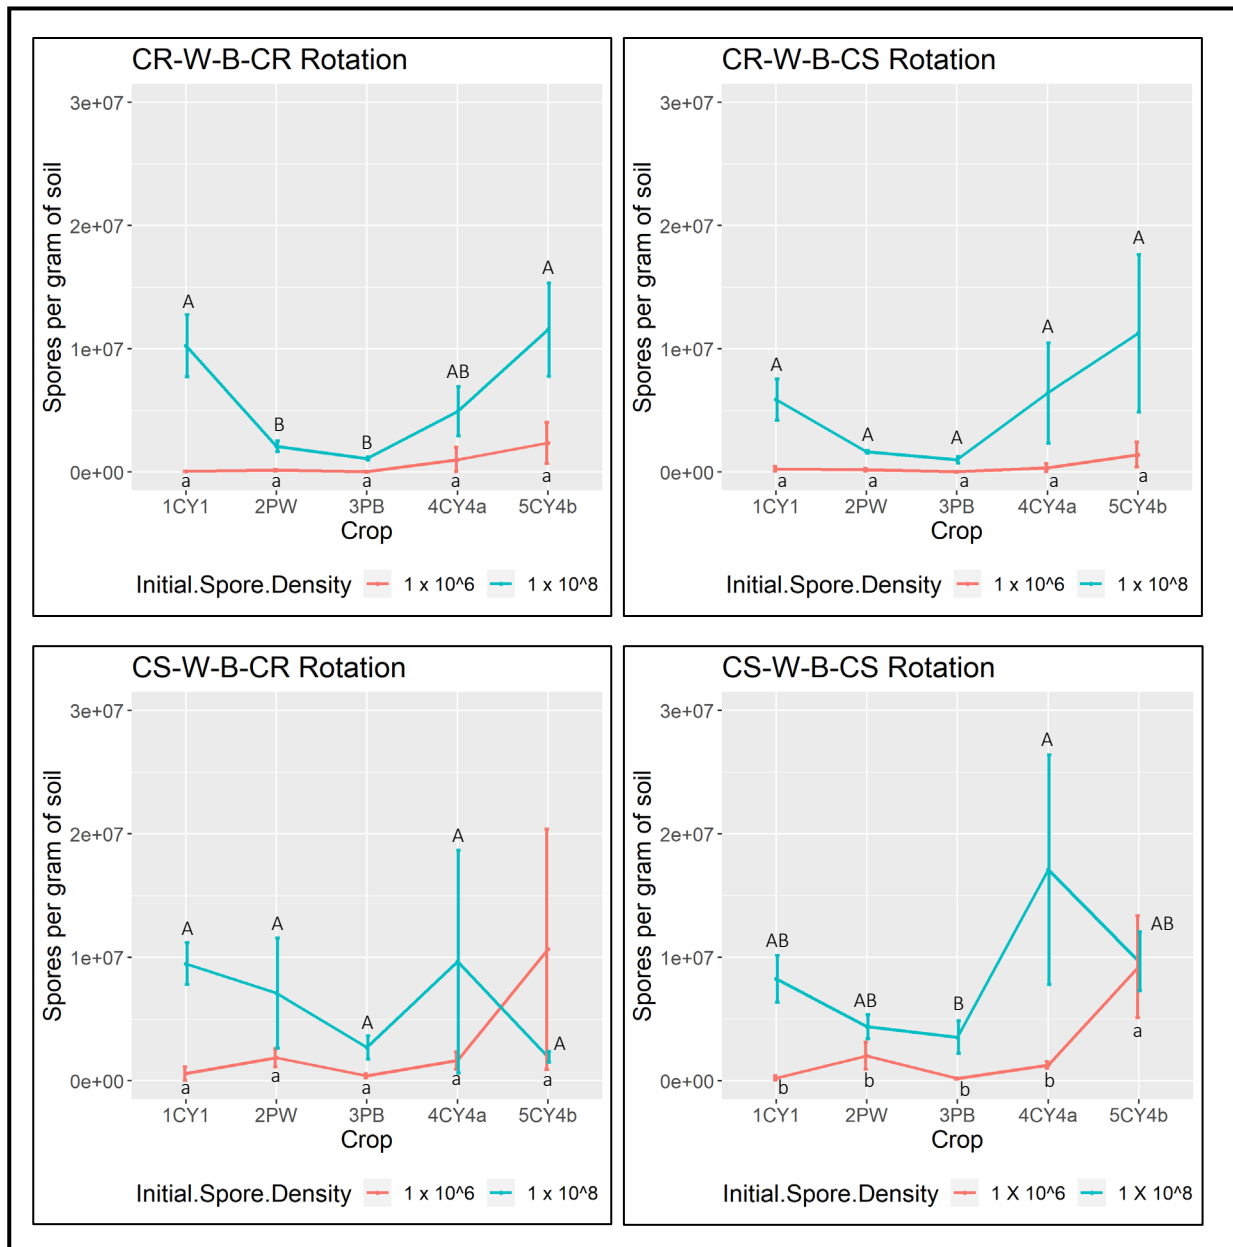 CR-W-B-CR Rotation
Spores per gram of soil
3e+07
2e+07
1e+07
0e+00
A
B
B
AB
A
a
a
a
a
a
1CY1 2PW 3PB 4CY4a 5CY4b
Crop
Initial.Spore.Density 1 x 10^6 1 x 10^8
CR-W-B-CS Rotation
Spores per gram of soil
3e+07
2e+07
1e+07
0e+00
A
A
A
A
A
a
a
a
a
a
1CY1 2PW 3PB 4CY4a 5CY4b
Crop
Initial.Spore.Density 1 x 10^6 1 x 10^8
CS-W-B-CR Rotation
Spores per gram of soil
3e+07
2e+07
1e+07
0e+00
A
A
A
A
A
a
a
a
a
a
1CY1 2PW 3PB 4CY4a 5CY4b
Crop
Initial.Spore.Density 1 x 10^6 1 x 10^8
CS-W-B-CS Rotation
Spores per gram of soil
3e+07
2e+07
1e+07
0e+00
AB
AB
B
A
AB
b
b
b
b
a
1CY1 2PW 3PB 4CY4a 5CY4b
Crop
Initial.Spore.Density 1 X 10^6 1 X 10^8